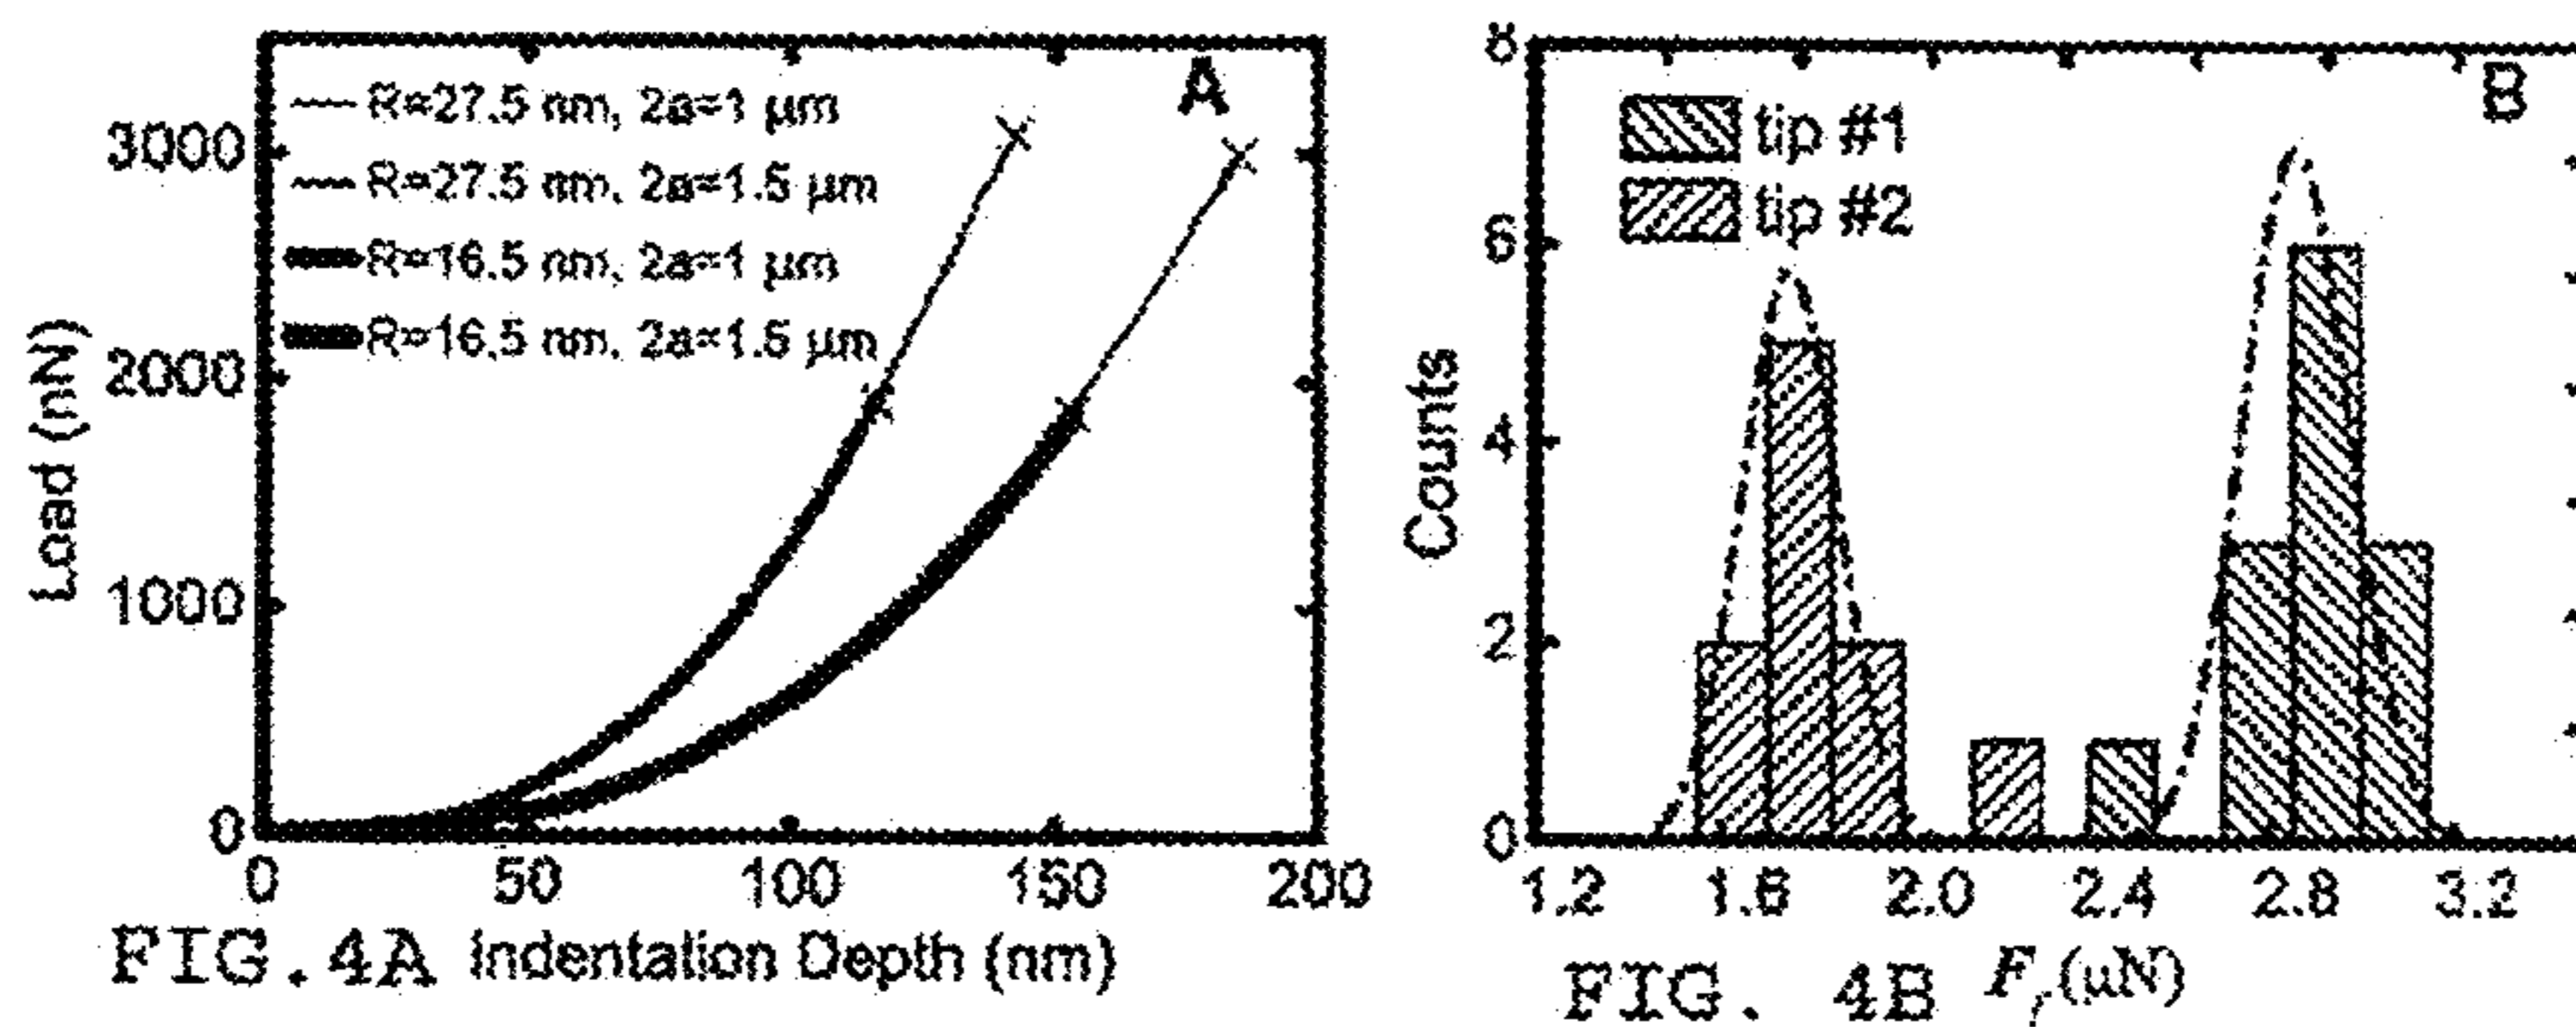 A
R=27.5 nm, 2a=1 μm
R=27.5 nm, 2a=1.5 μm
R=16.5 nm, 2a=1 μm
R=16.5 nm, 2a=1.5 μm
Load (nN)
3000
2000
1000
0
0 50 100 150 200
FIG.4A Indentation Depth (nm)
B
tip #1
tip #2
Counts
8
6
4
2
0
1.2 1.6 2.0 2.4 2.8 3.2
FIG. 4B F (μN)